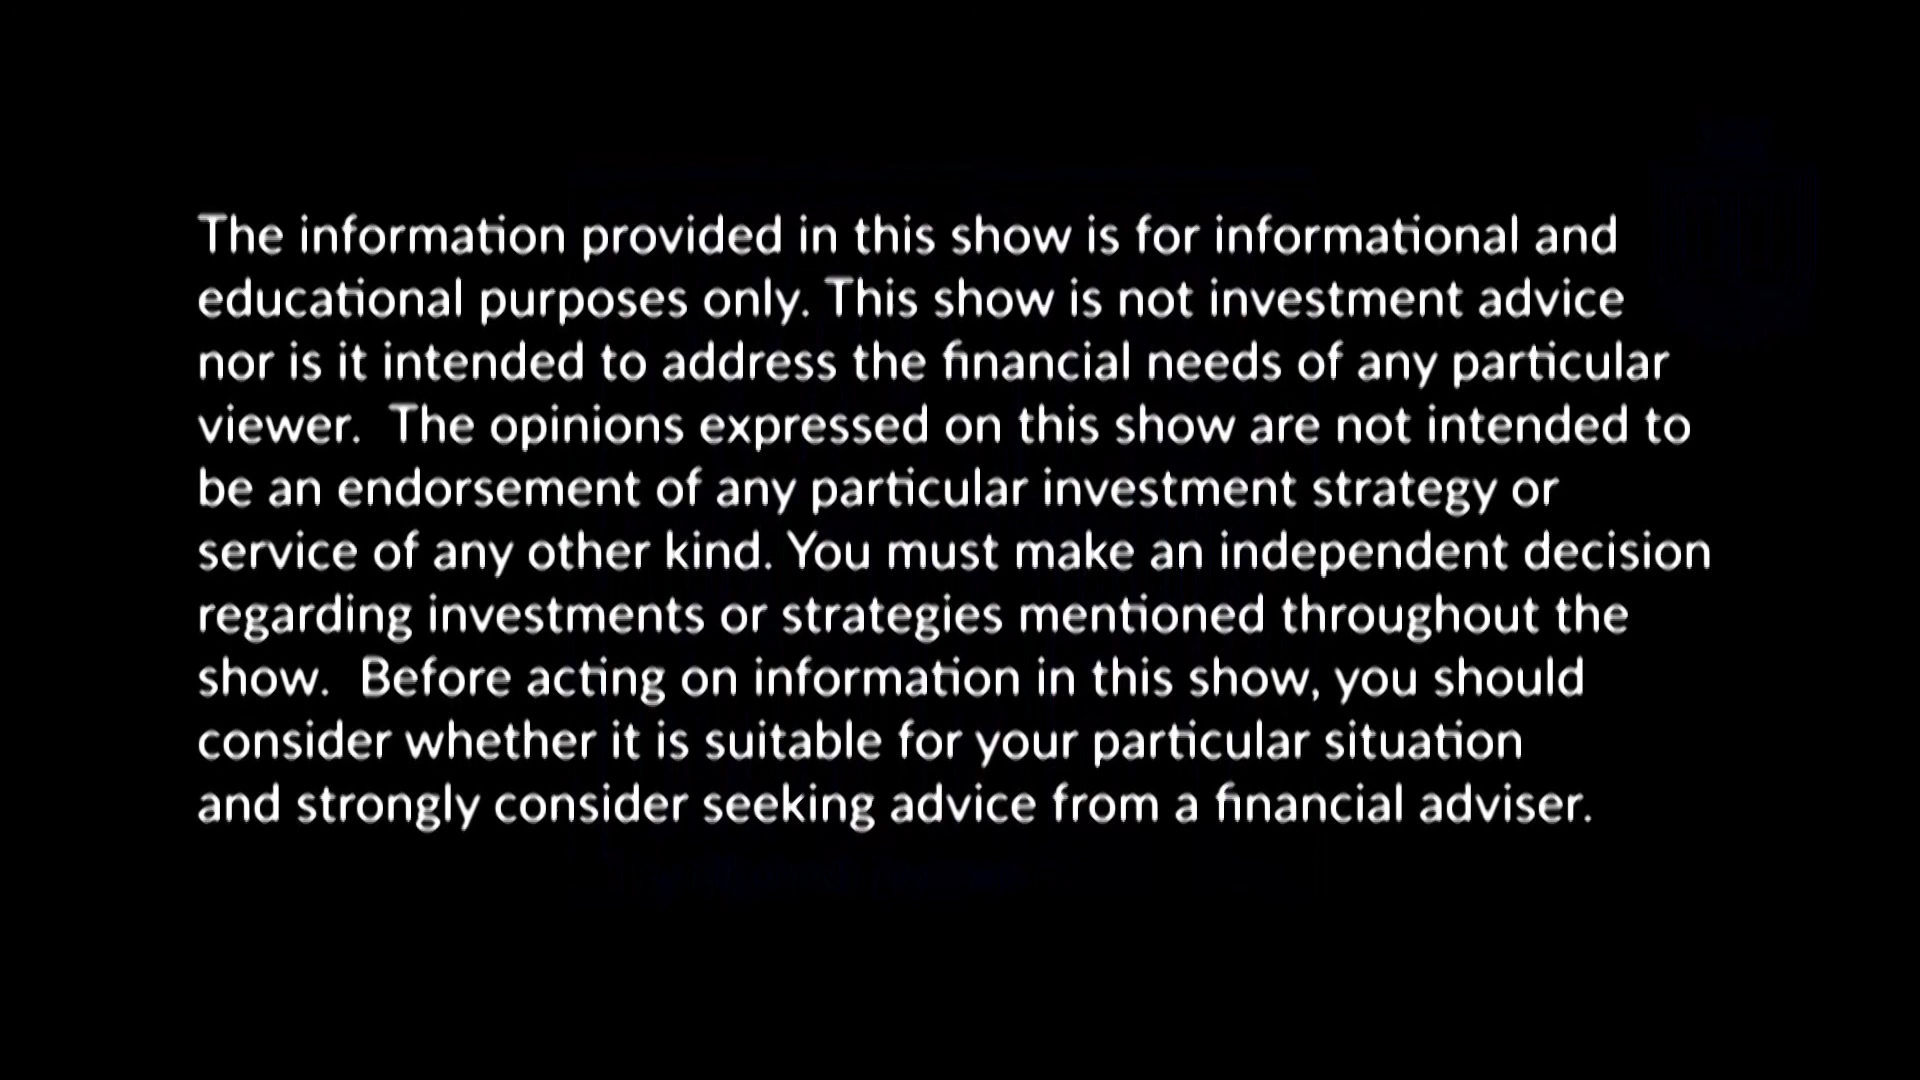 The information provided in this show is for informational and
educational purposes only. This show is not investment advice
nor is it intended to address the financial needs of any particular
viewer.  The opinions expressed on this show are not intended to
be an endorsement of any particular investment strategy or
service of any other kind. You must make an independent decision
regarding investments or strategies mentioned throughout the
show.  Before acting on information in this show, you should
consider whether it is suitable for your particular situation
and strongly consider seeking advice from a financial adviser.